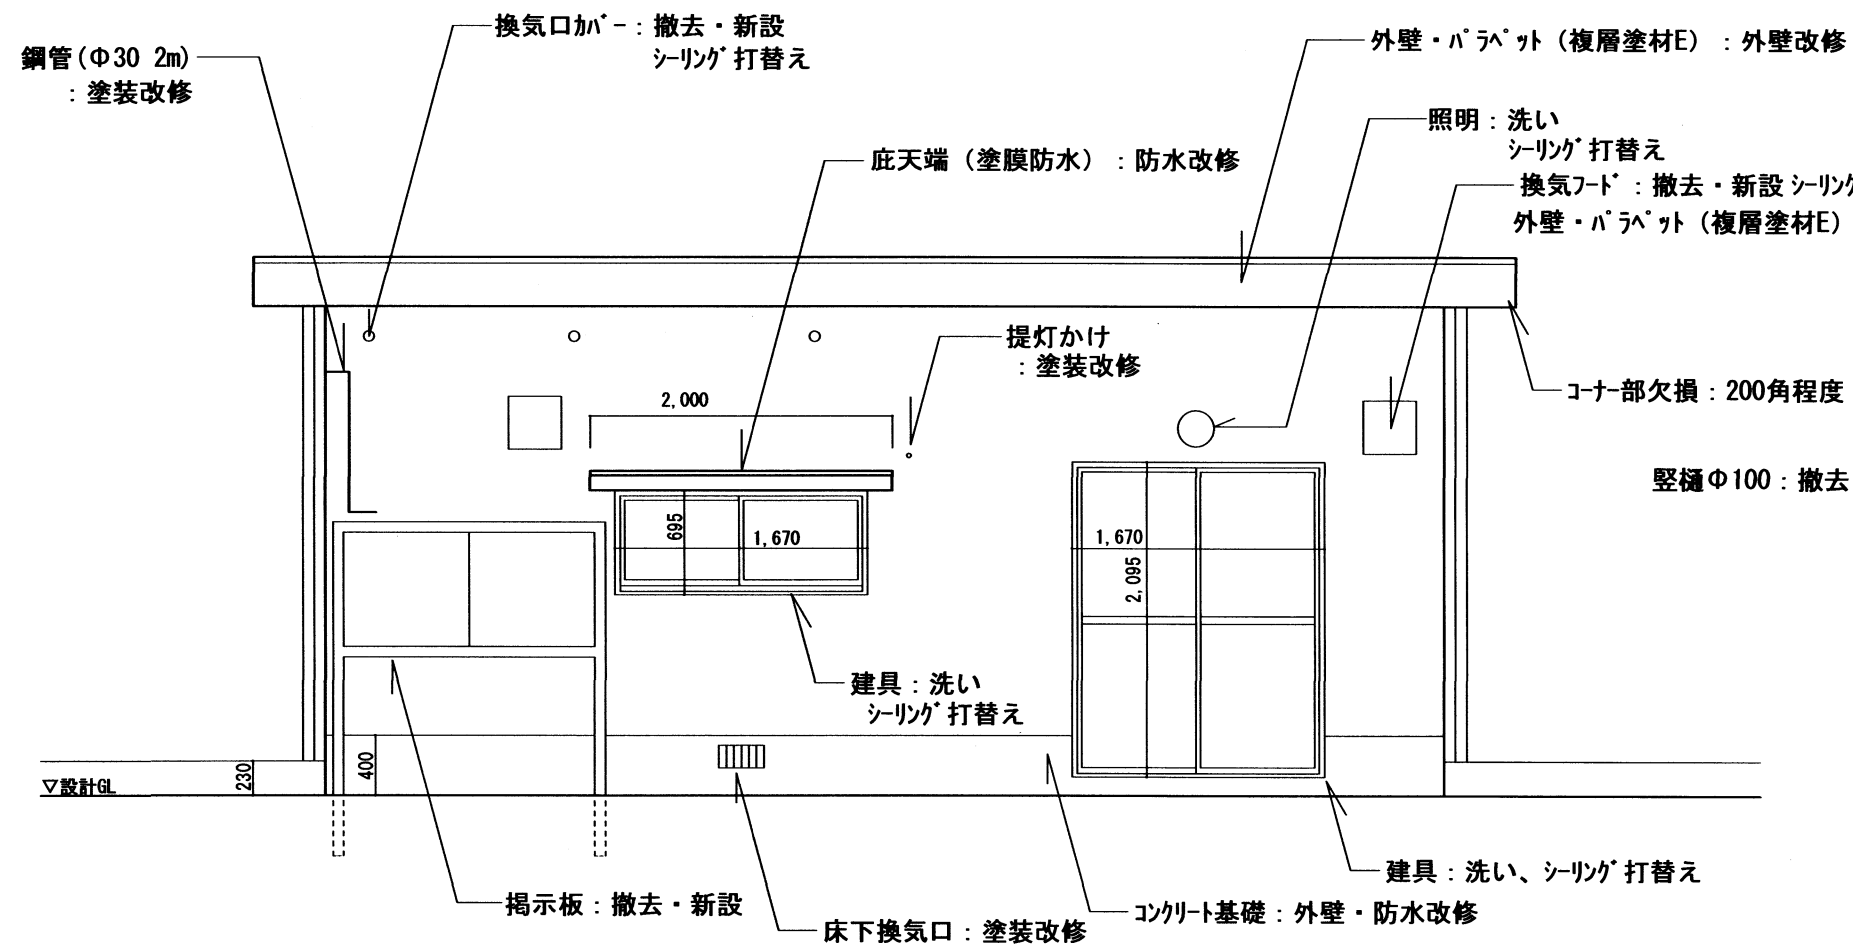 換気口ｶﾊﾞｰ：撤去・新設
ｼｰﾘﾝｸﾞ打替え
鋼管(Φ30 2m)
：塗装改修
外壁・ﾊﾟﾗﾍﾟｯﾄ（複層塗材E）：外壁改修
照明：洗い
ｼｰﾘﾝｸﾞ打替え
庇天端（塗膜防水）：防水改修
換気ﾌｰﾄﾞ：撤去・新設 ｼｰﾘﾝｸﾞ
外壁・ﾊﾟﾗﾍﾟｯﾄ（複層塗材E）
提灯かけ
：塗装改修
ｺｰﾅｰ部欠損：200角程度
2,000
竪樋Φ100：撤去
695
1,670
1,670
2,095
建具：洗い
ｼｰﾘﾝｸﾞ打替え
230
400
▽設計GL
建具：洗い、ｼｰﾘﾝｸﾞ打替え
掲示板：撤去・新設
ｺﾝｸﾘｰﾄ基礎：外壁・防水改修
床下換気口：塗装改修